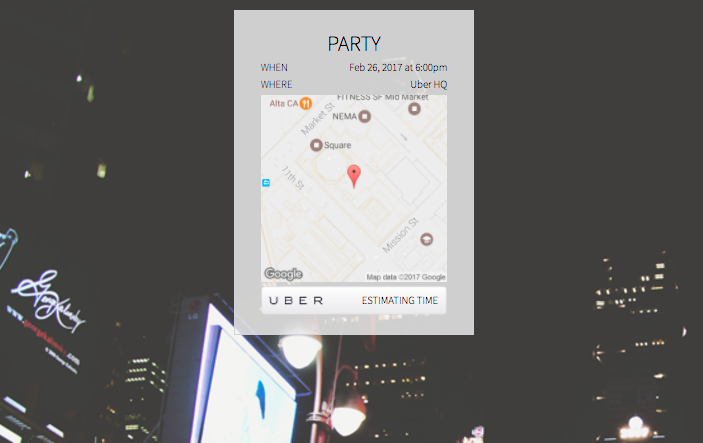 PARTY
WHEN Feb 26, 2017 at 6:00pm
WHERE Uber HQ
FITNESS SF Mid Market
Alta CA
Market St
NEMA
Square
11th St
Mission St
Google
Map data ©2017 Google
UBER ESTIMATING TIME
LG